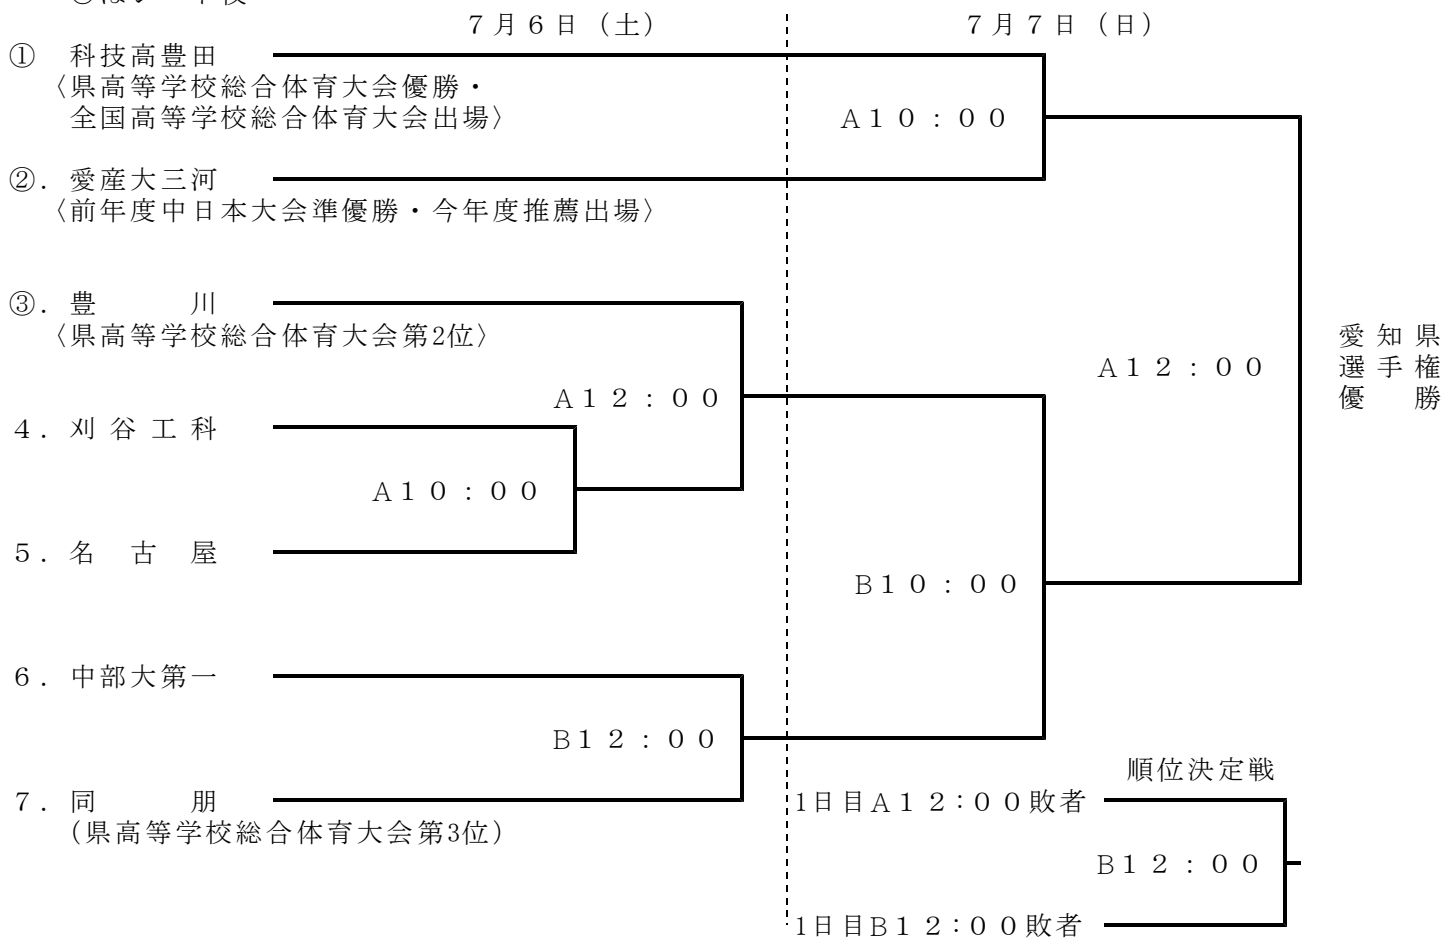 ７月６日（土）　７月７日（日）
①　科技高豊田
〈県高等学校総合体育大会優勝・
全国高等学校総合体育大会出場〉
A１０：００
②．愛産大三河
〈前年度中日本大会準優勝・今年度推薦出場〉
③．豊　　　川
〈県高等学校総合体育大会第2位〉
愛知県
選手権
優　勝
A１２：００
A１２：００
４．刈谷工科
A１０：００
５．名　古　屋
B１０：００
６．中部大第一
B１２：００
順位決定戦
７．同　　　朋
（県高等学校総合体育大会第3位）
1日目A１２：００敗者
B１２：００
1日目B１２：００敗者